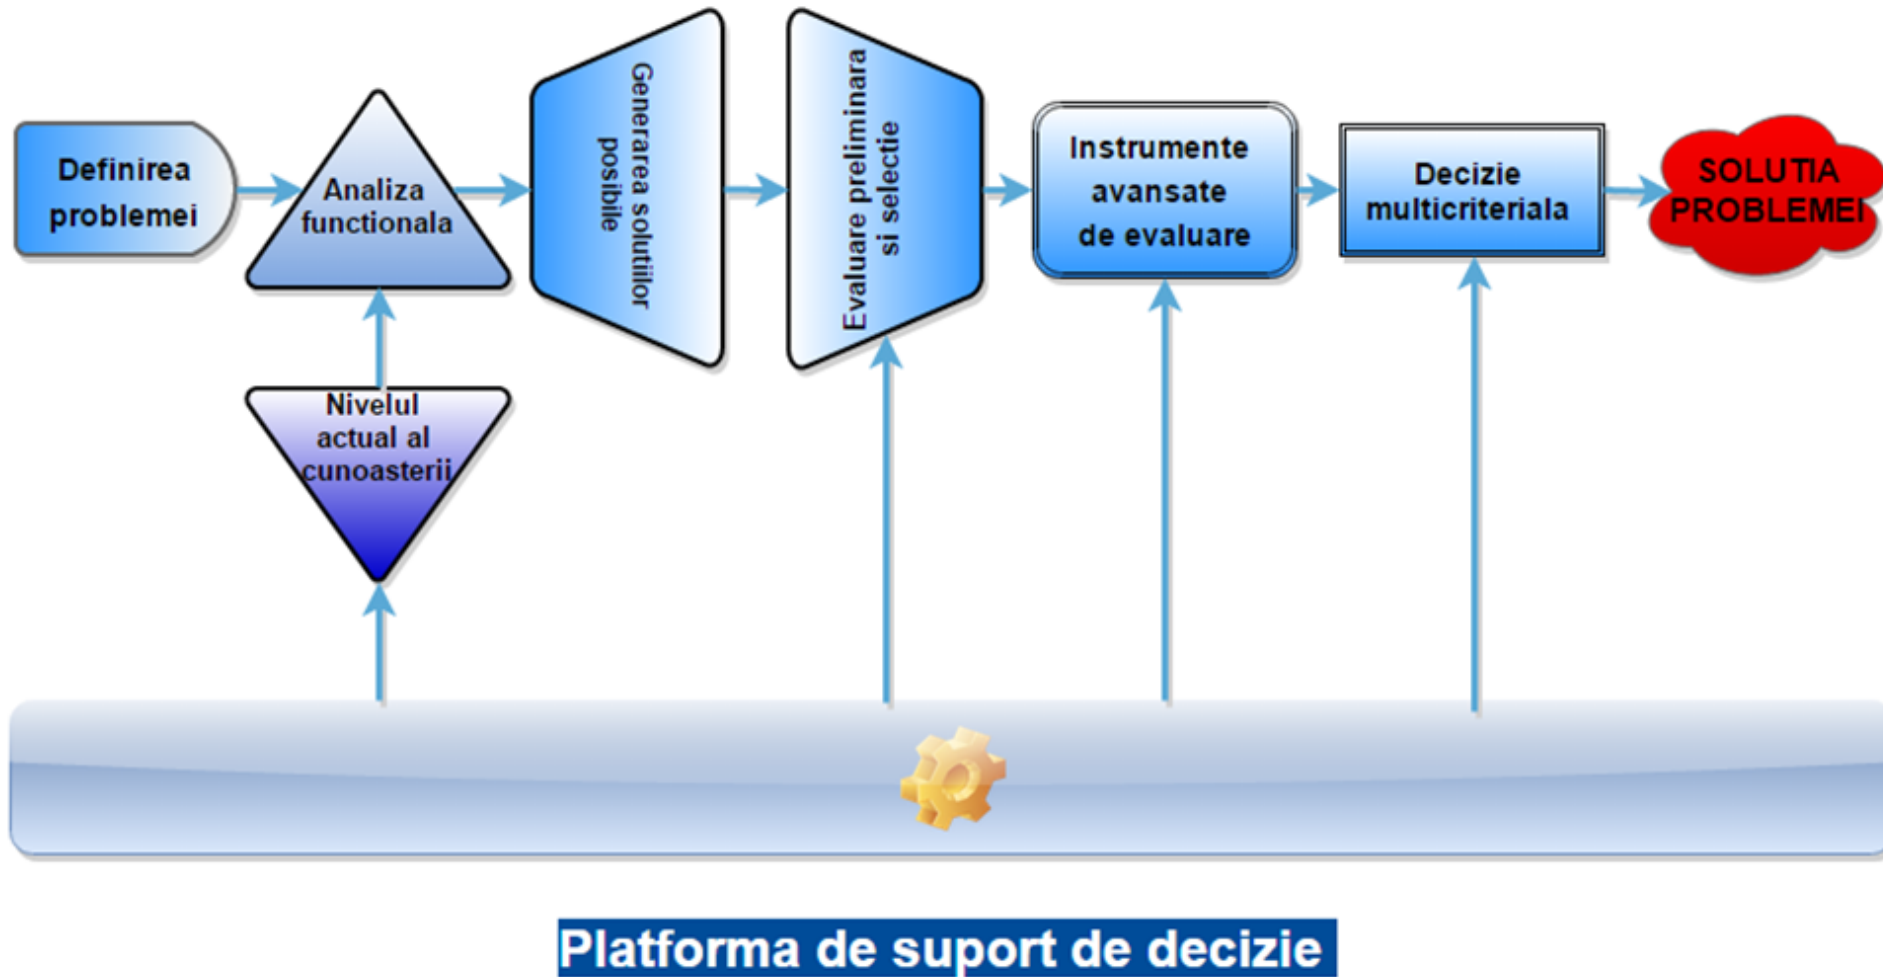 Definirea
problemei
Analiza
functionala
Generarea solutiilor
posibile
Evaluare preliminara
si selectie
Instrumente
avansate
de evaluare
Decizie
multicriteriala
SOLUTIA
PROBLEMEI
Nivelul
actual al
cunoasterii
Platforma de suport de decizie